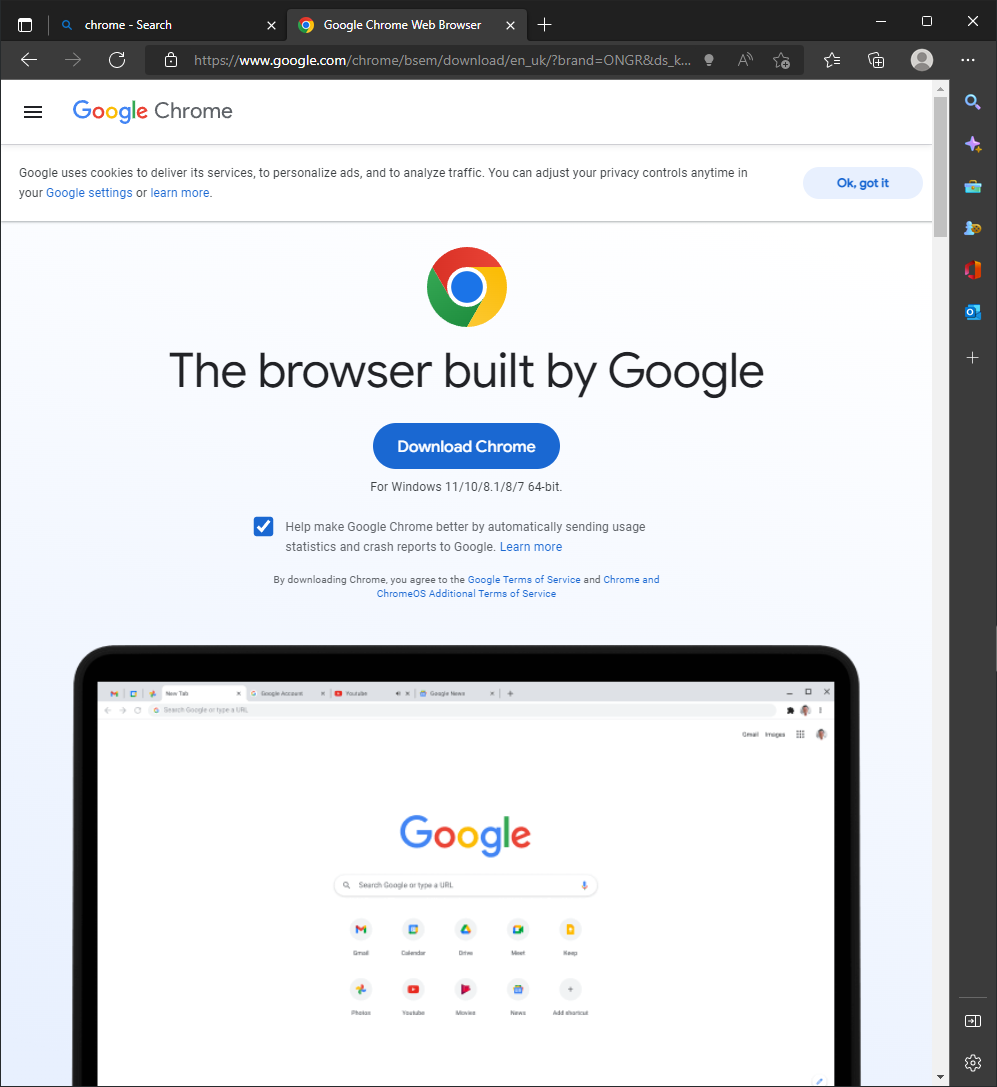 chrome - Search
Google Chrome Web Browser
https://www.google.com/chrome/bsem/download/en_uk/?brand=ONGR&ds_k...
Google Chrome
Google uses cookies to deliver its services, to personalize ads, and to analyze traffic. You can adjust your privacy controls anytime in
your Google settings or learn more.
Ok, got it
The browser built by Google
Download Chrome
For Windows 11/10/8.1/8/7 64-bit.
Help make Google Chrome better by automatically sending usage
statistics and crash reports to Google. Learn more
By downloading Chrome, you agree to the Google Terms of Service and Chrome and
ChromeOS Additional Terms of Service
New Tab
Google Account
Youtube
Google News
Search Google or type a URL
Gmail Images
Google
Search Google or type a URL
Gmail Calendar Drive Meet Keep
Photos Youtube Movies News Add shortcut